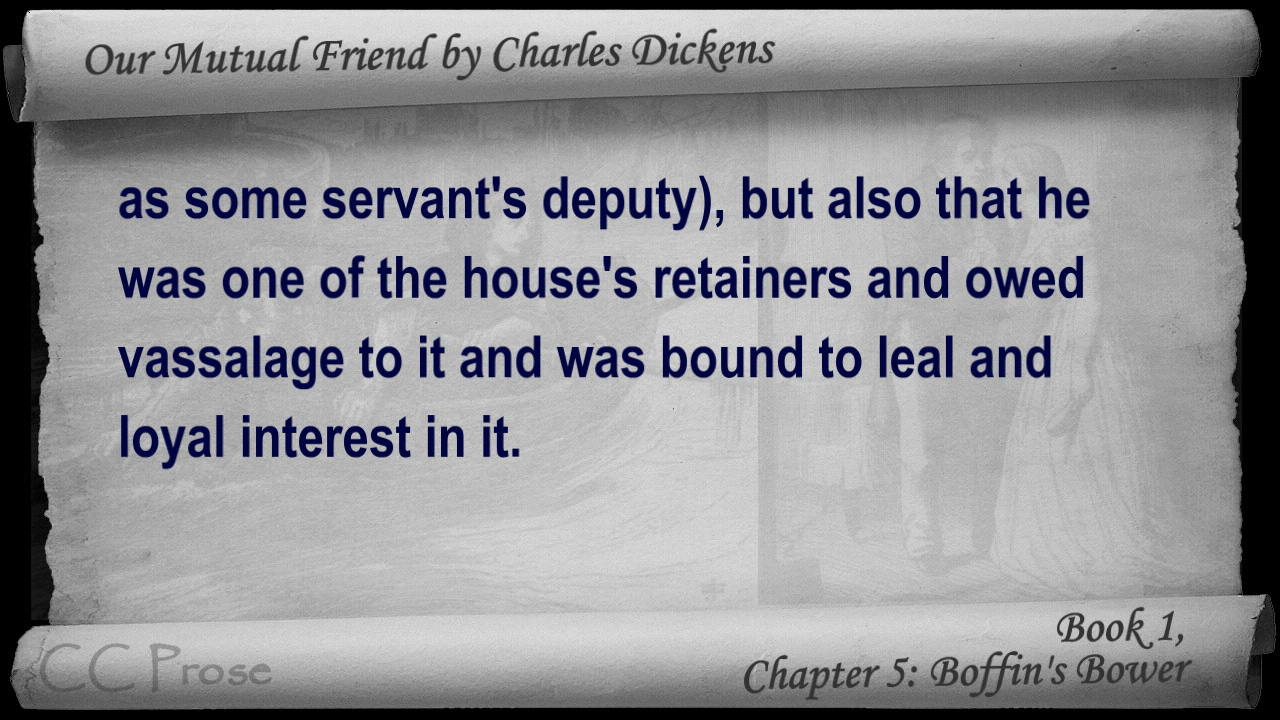 Our Mutual Friend by Charles Dickens
as some servant's deputy), but also that he
was one of the house's retainers and owed
vassalage to it and was bound to leal and
loyal interest in it.
Book 1,
Chapter 5: Boffin's Bower
CC Prose